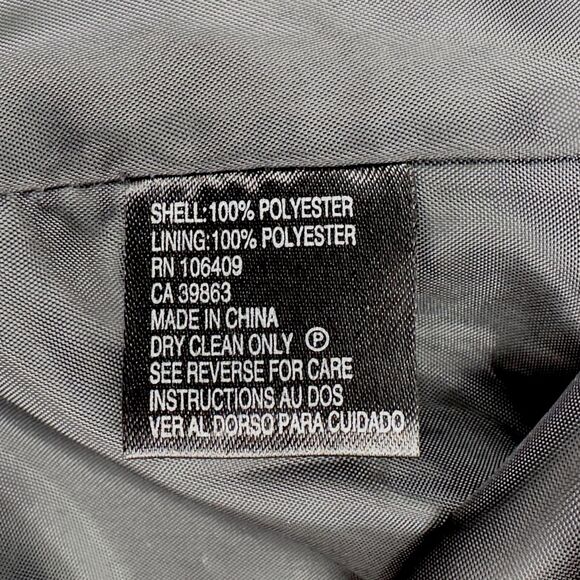 SHELL:100% POLYESTER
LINING:100% POLYESTER
RN 106409
CA 39863
MADE IN CHINA
DRY CLEAN ONLY Ⓟ
SEE REVERSE FOR CARE
INSTRUCTIONS AU DOS
VER AL DORSO PARA CUIDADO